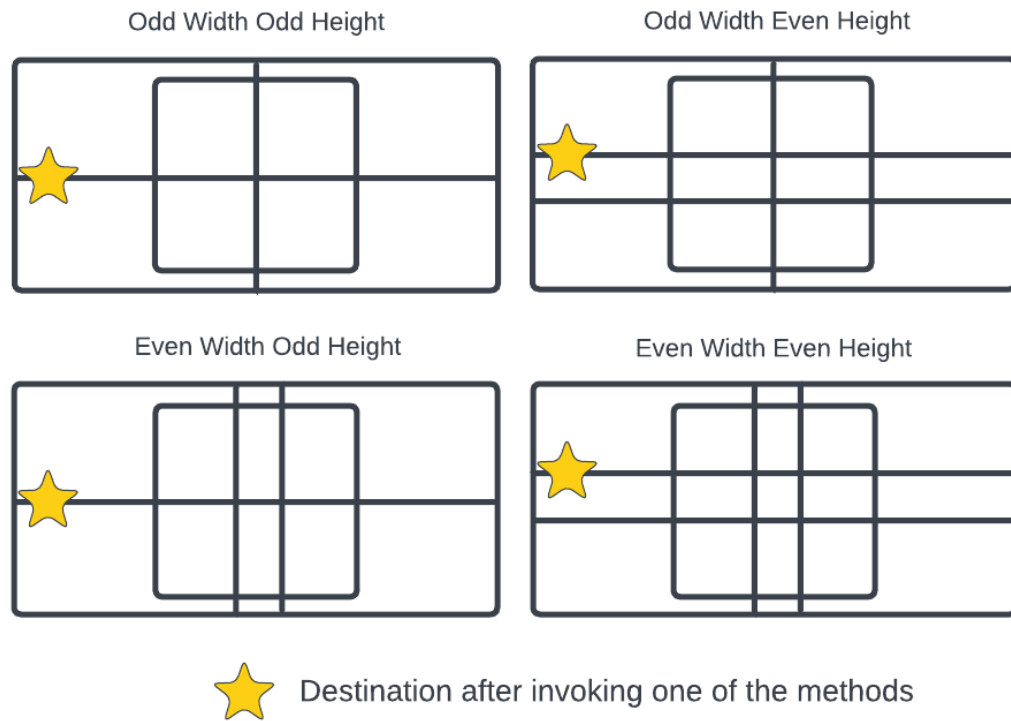 Odd Width Odd Height
Odd Width Even Height
Even Width Odd Height
Even Width Even Height
Destination after invoking one of the methods